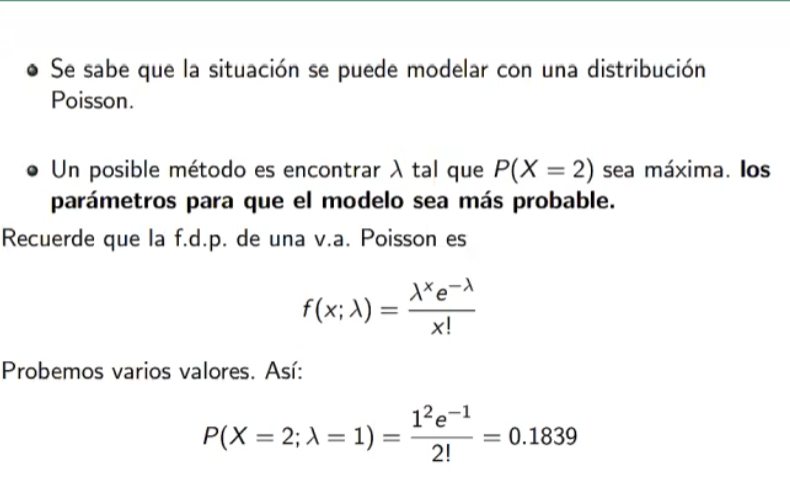 • Se sabe que la situación se puede modelar con una distribución
Poisson.
• Un posible método es encontrar λ tal que P(X = 2) sea máxima. los
parámetros para que el modelo sea más probable.
Recuerde que la f.d.p. de una v.a. Poisson es
f(x; λ) = λˣe^{−λ} / x!
Probemos varios valores. Así:
P(X = 2; λ = 1) = 1²e^{−1} / 2! = 0.1839